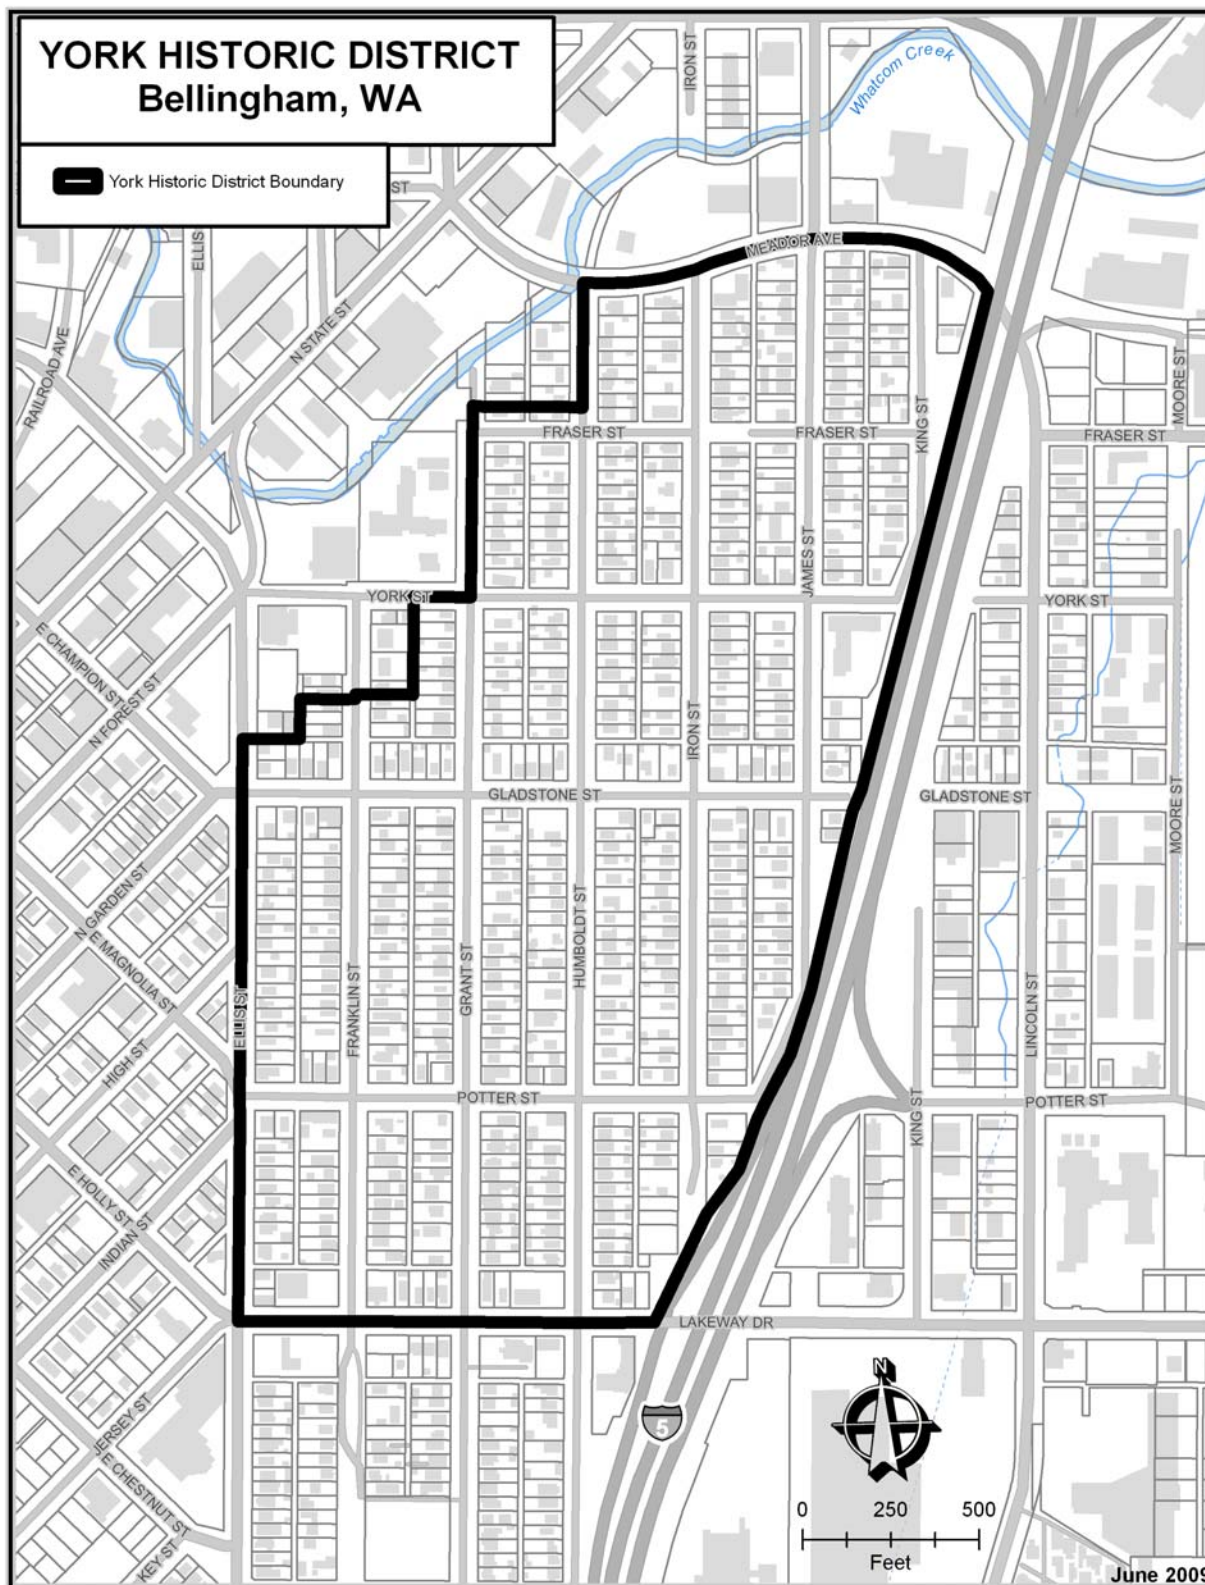 YORK HISTORIC DISTRICT
Bellingham, WA
York Historic District Boundary
ST
IRON ST
Whatcom Creek
ELLIS
MEADOR AVE
N STATE ST
RAILROAD AVE
MOORE ST
KING ST
FRASER ST
FRASER ST
FRASER ST
JAMES ST
YORK ST
YORK ST
E CHAMPION ST
N FOREST ST
IRON ST
GLADSTONE ST
GLADSTONE ST
MOORE ST
N GARDEN ST
E MAGNOLIA ST
HUMBOLDT ST
ELLIS ST
FRANKLIN ST
GRANT ST
LINCOLN ST
HIGH ST
POTTER ST
POTTER ST
KING ST
E HOLLY ST
INDIAN ST
LAKEWAY DR
N
JERSEY ST
5
E CHESTNUT ST
KEY ST
0 250 500
Feet
June 2009